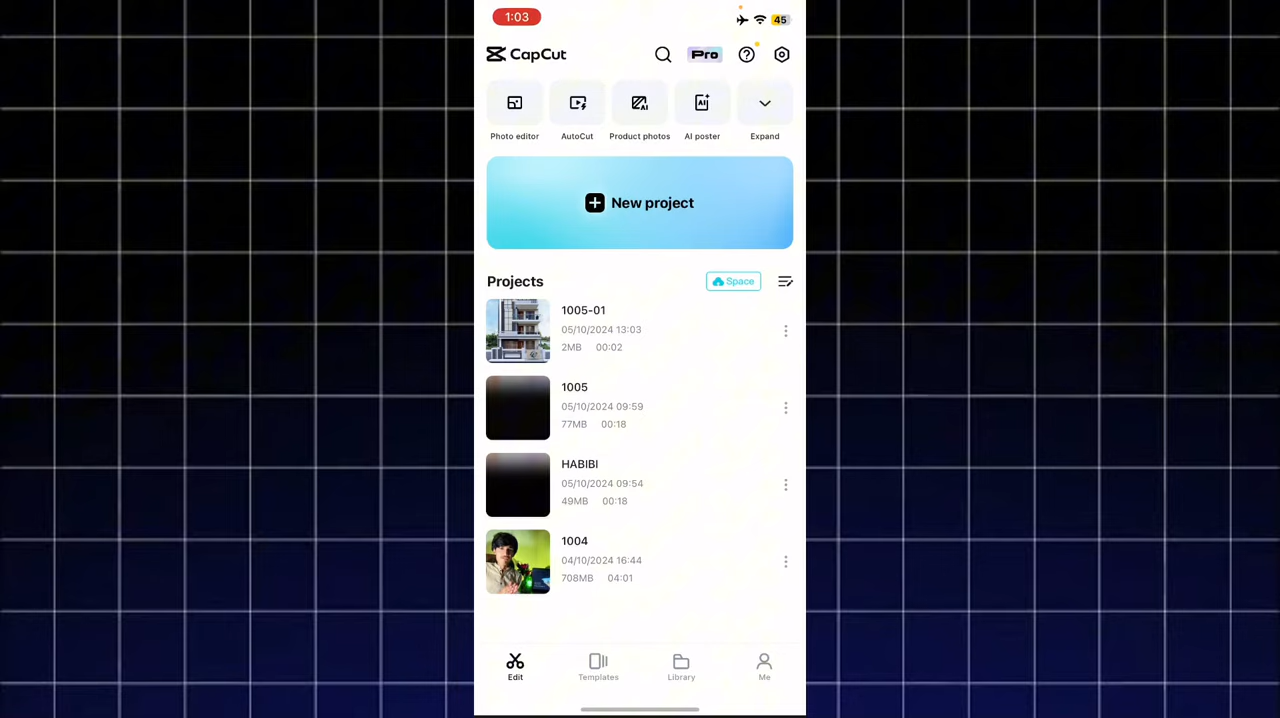 1:03
45
CapCut
Pro
Photo editor
AutoCut
Product photos
AI poster
Expand
New project
Projects
Space
1005-01
05/10/2024 13:03
2MB 00:02
1005
05/10/2024 09:59
77MB 00:18
HABIBI
05/10/2024 09:54
49MB 00:18
1004
04/10/2024 16:44
708MB 04:01
Edit
Templates
Library
Me